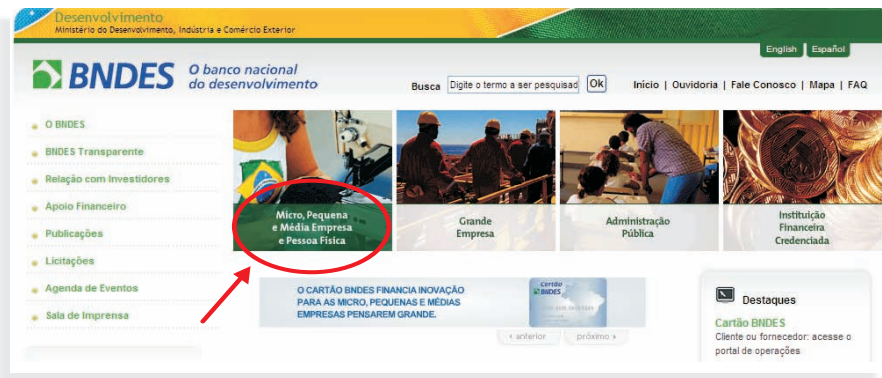 Desenvolvimento
Ministério do Desenvolvimento, Indústria e Comércio Exterior
English Español
BNDES O banco nacional
do desenvolvimento
Busca Digite o termo a ser pesquisad Ok Início | Ouvidoria | Fale Conosco | Mapa | FAQ
O BNDES
BNDES Transparente
Relação com Investidores
Apoio Financeiro
Publicações
Licitações
Agenda de Eventos
Sala de Imprensa
Micro, Pequena
e Média Empresa
e Pessoa Física
Grande
Empresa
Administração
Pública
Instituição
Financeira
Credenciada
O CARTÃO BNDES FINANCIA INOVAÇÃO
PARA AS MICRO, PEQUENAS E MÉDIAS
EMPRESAS PENSAREM GRANDE.
Cartão
BNDES
anterior próximo
Destaques
Cartão BNDES
Cliente ou fornecedor: acesse o
portal de operações